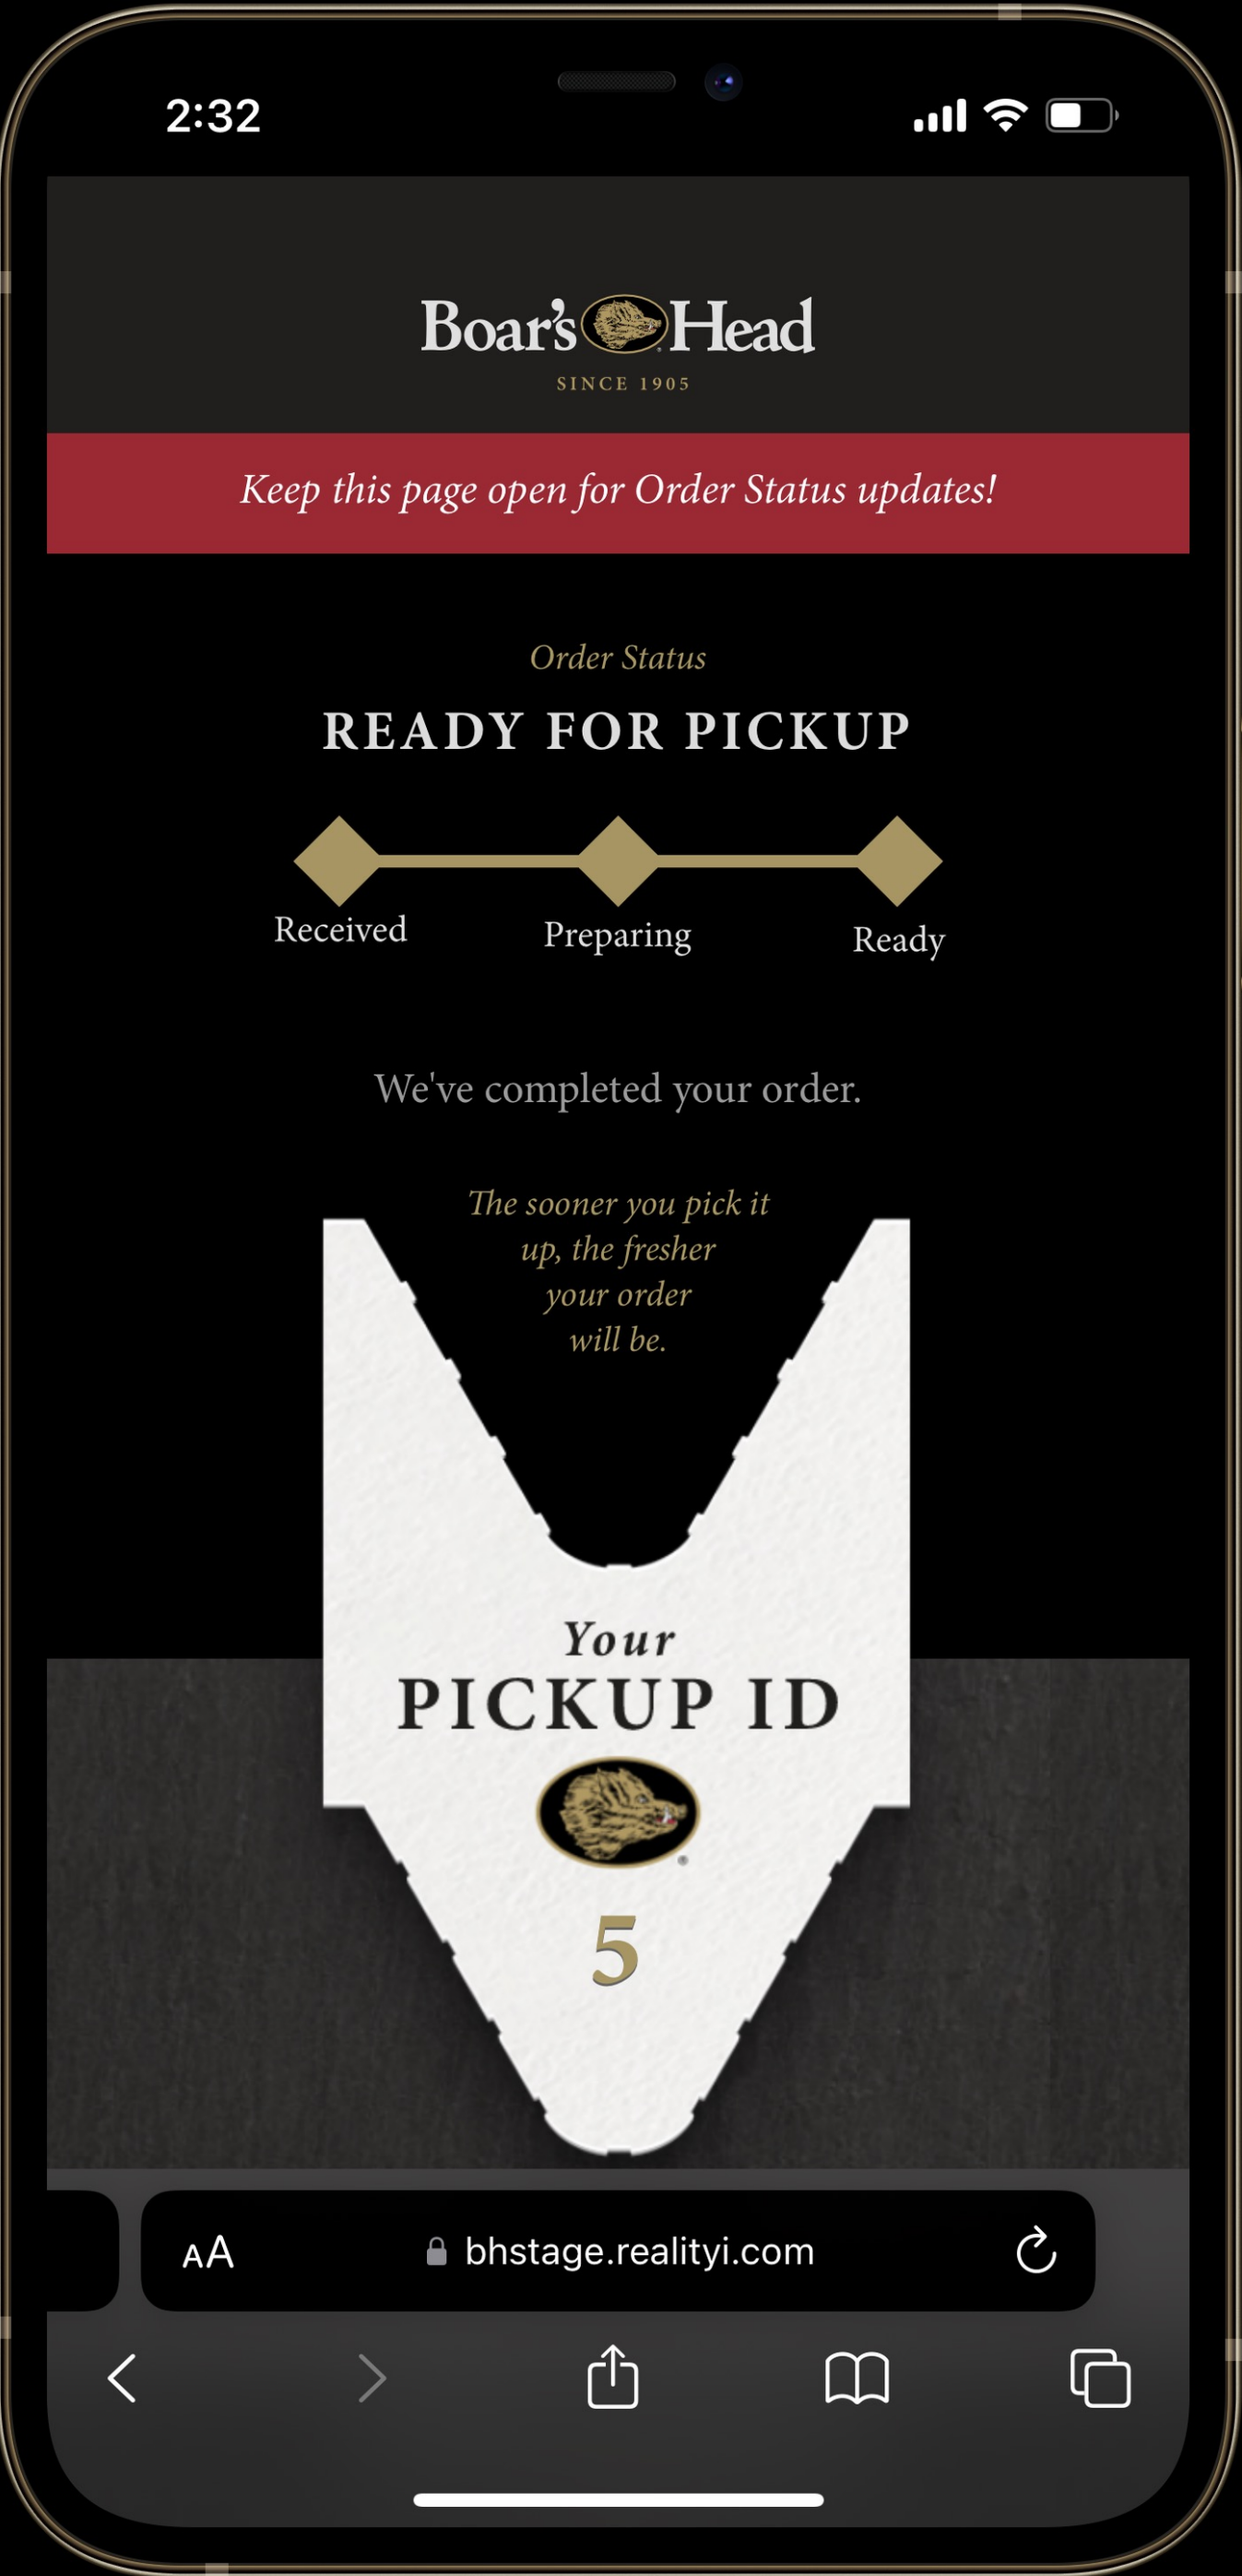 2:32
Boar's Head
SINCE 1905
Keep this page open for Order Status updates!
Order Status
READY FOR PICKUP
Received Preparing Ready
We've completed your order.
The sooner you pick it
up, the fresher
your order
will be.
Your
PICKUP ID
5
AA bhstage.realityi.com